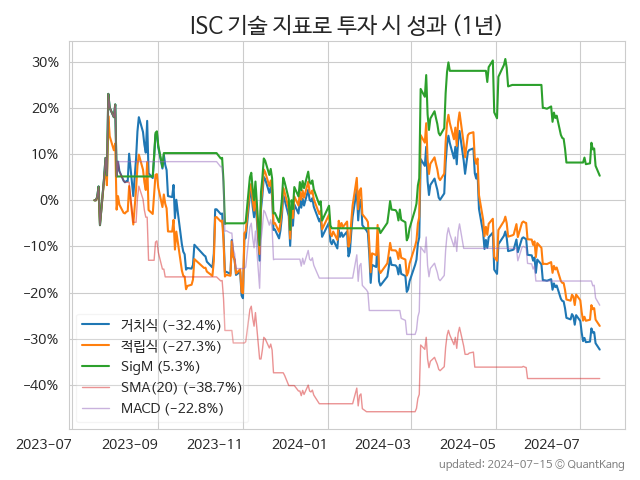 ISC 기술 지표로 투자 시 성과 (1년)
30%
20%
10%
0%
−10%
−20%
−30%
−40%
거치식 (−32.4%)
적립식 (−27.3%)
SigM (5.3%)
SMA(20) (−38.7%)
MACD (−22.8%)
2023-07 2023-09 2023-11 2024-01 2024-03 2024-05 2024-07
updated: 2024-07-15 © QuantKang